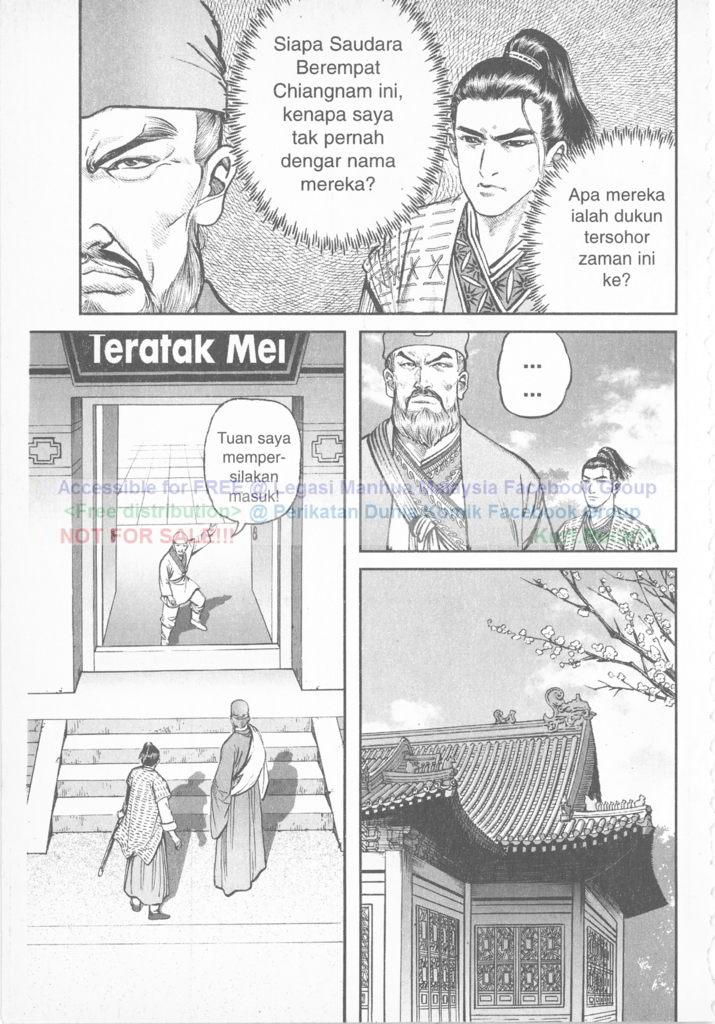 Siapa Saudara
Berempat
Chiangnam ini,
kenapa saya
tak pernah
dengar nama
mereka?
Apa mereka
ialah dukun
tersohor
zaman ini
ke?
Teratak Mei
Tuan saya
memper-
silakan
masuk!
...
...
Accessible for FREE @ Legasi Manhua Malaysia Facebook Group
<Free distribution> @ Perikatan Dunia Komik Facebook Group
NOT FOR SALE!!!